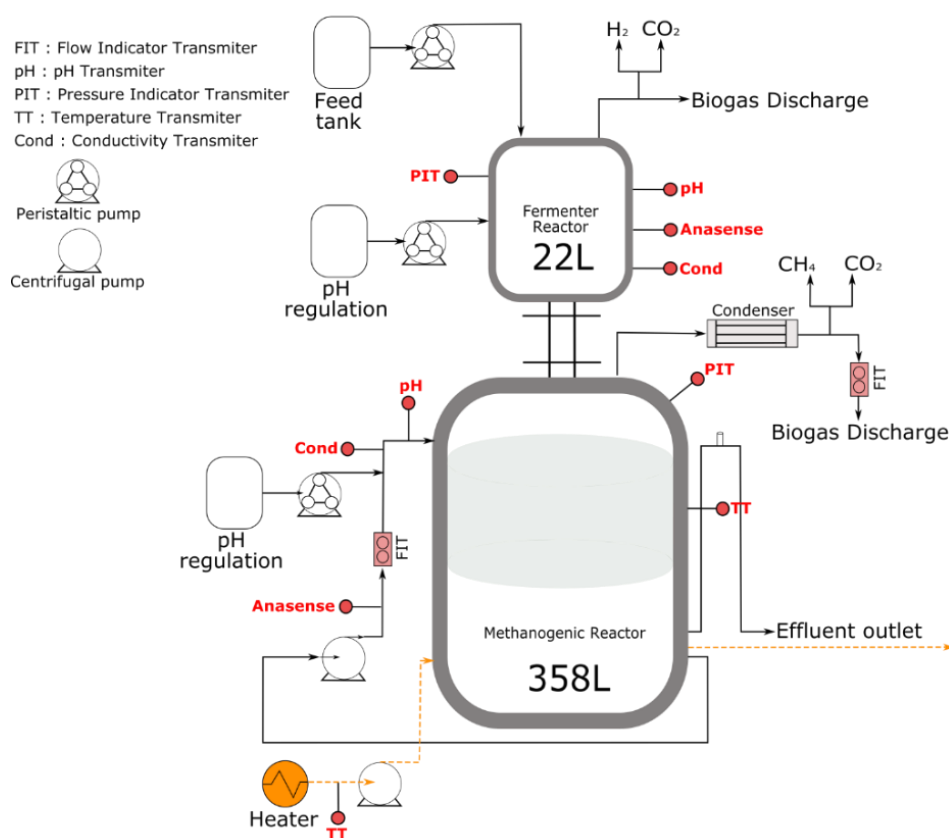 FIT : Flow Indicator Transmiter
pH : pH Transmiter
PIT : Pressure Indicator Transmiter
TT : Temperature Transmiter
Cond : Conductivity Transmiter
Peristaltic pump
Centrifugal pump
Feed
tank
H₂ CO₂
Biogas Discharge
PIT
pH
Fermenter
Reactor
22L
Anasense
Cond
pH
regulation
CH₄ CO₂
Condenser
PIT
FIT
Biogas Discharge
pH
Cond
pH
regulation
FIT
TT
Anasense
Methanogenic Reactor
358L
Effluent outlet
Heater
TT